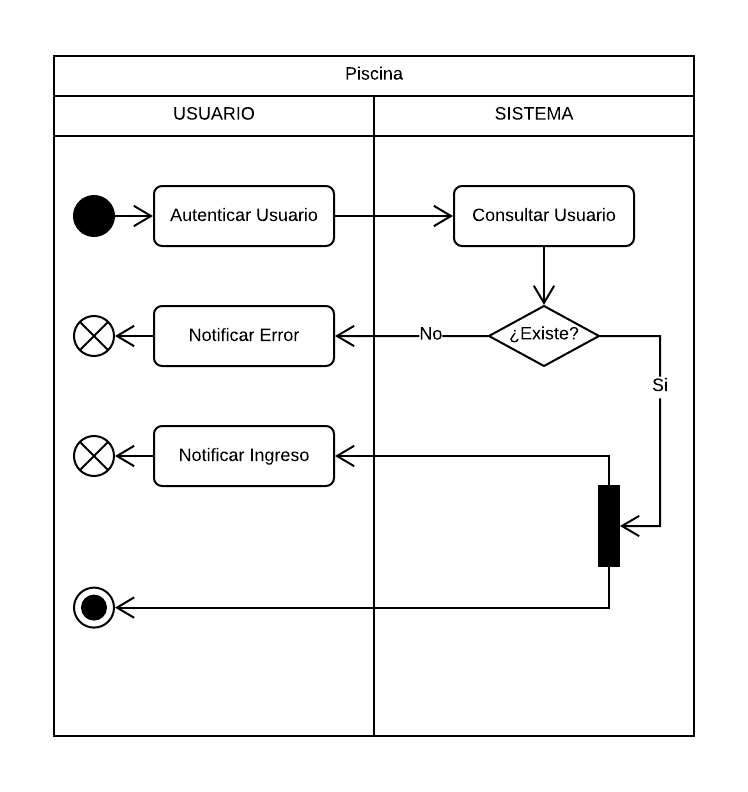 Piscina
USUARIO
SISTEMA
Autenticar Usuario
Consultar Usuario
Notificar Error
No
¿Existe?
Si
Notificar Ingreso